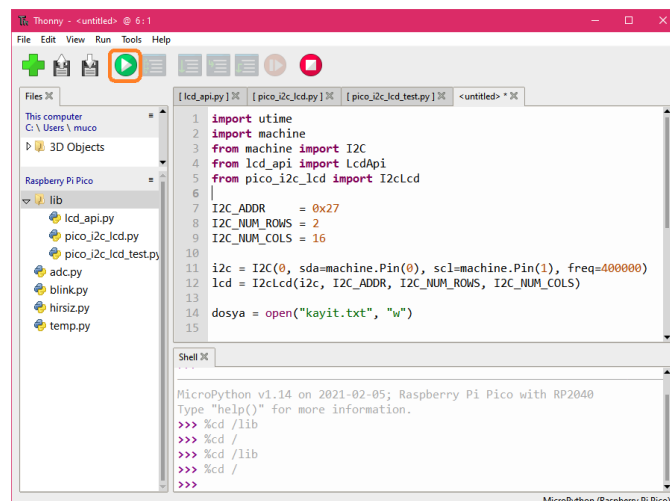 Thonny - <untitled> @ 6:1
File Edit View Run Tools Help
Files
This computer
C: \ Users \ muco
3D Objects
Raspberry Pi Pico
lib
lcd_api.py
pico_i2c_lcd.py
pico_i2c_lcd_test.py
adc.py
blink.py
hirsiz.py
temp.py
[ lcd_api.py ] [ pico_i2c_lcd.py ] [ pico_i2c_lcd_test.py ] <untitled> *
1 import utime
2 import machine
3 from machine import I2C
4 from lcd_api import LcdApi
5 from pico_i2c_lcd import I2cLcd
6
7 I2C_ADDR     = 0x27
8 I2C_NUM_ROWS = 2
9 I2C_NUM_COLS = 16
10
11 i2c = I2C(0, sda=machine.Pin(0), scl=machine.Pin(1), freq=400000)
12 lcd = I2cLcd(i2c, I2C_ADDR, I2C_NUM_ROWS, I2C_NUM_COLS)
13
14 dosya = open("kayit.txt", "w")
15
Shell
MicroPython v1.14 on 2021-02-05; Raspberry Pi Pico with RP2040
Type "help()" for more information.
>>> %cd /lib
>>> %cd /
>>> %cd /lib
>>> %cd /
>>>
MicroPython (Raspberry Pi Pico)